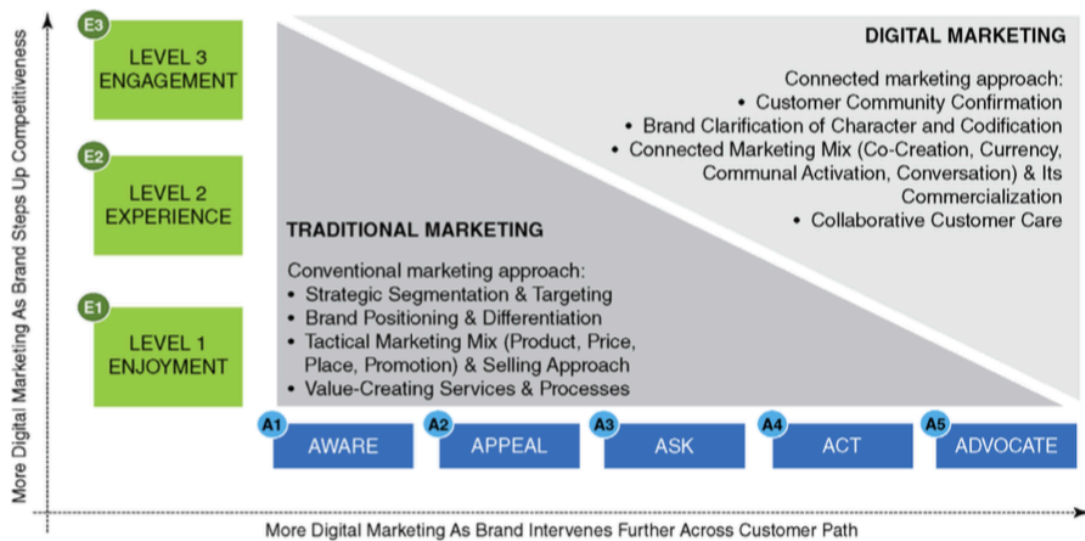 More Digital Marketing As Brand Steps Up Competitiveness
E3
LEVEL 3
ENGAGEMENT
E2
LEVEL 2
EXPERIENCE
E1
LEVEL 1
ENJOYMENT
DIGITAL MARKETING
Connected marketing approach:
• Customer Community Confirmation
• Brand Clarification of Character and Codification
• Connected Marketing Mix (Co-Creation, Currency,
Communal Activation, Conversation) & Its
Commercialization
• Collaborative Customer Care
TRADITIONAL MARKETING
Conventional marketing approach:
• Strategic Segmentation & Targeting
• Brand Positioning & Differentiation
• Tactical Marketing Mix (Product, Price,
Place, Promotion) & Selling Approach
• Value-Creating Services & Processes
A1
AWARE
A2
APPEAL
A3
ASK
A4
ACT
A5
ADVOCATE
More Digital Marketing As Brand Intervenes Further Across Customer Path